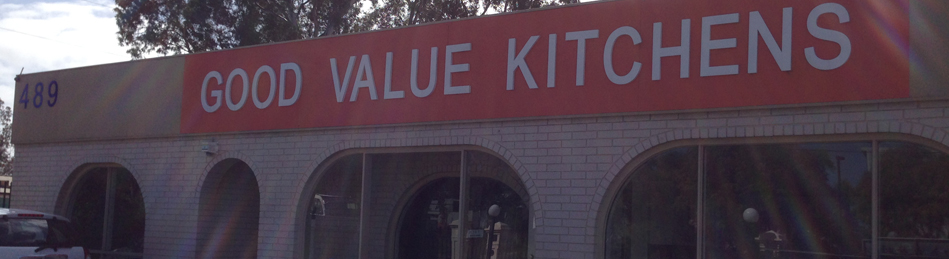 489
GOOD VALUE KITCHENS